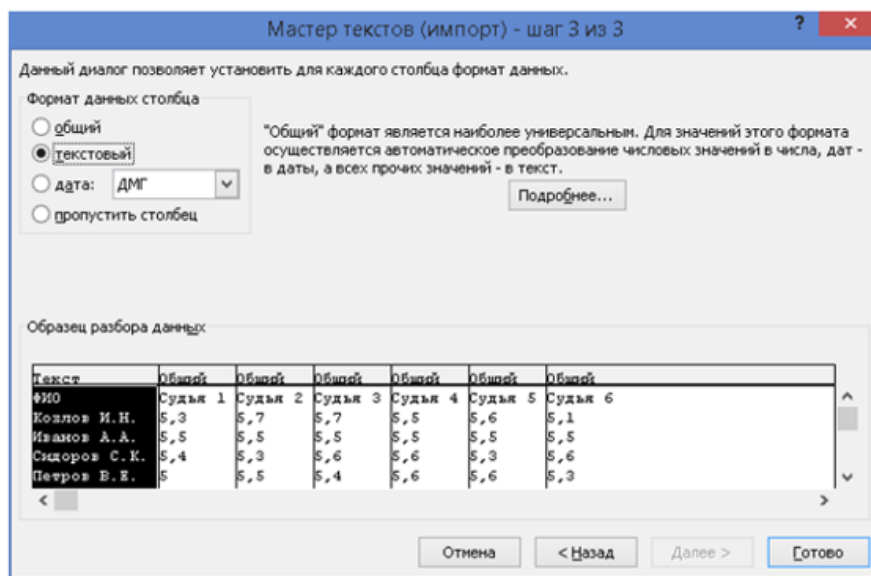 Мастер текстов (импорт) - шаг 3 из 3
?
Данный диалог позволяет установить для каждого столбца формат данных.
Формат данных столбца
общий
текстовый
дата: ДМГ
пропустить столбец
"Общий" формат является наиболее универсальным. Для значений этого формата
осуществляется автоматическое преобразование числовых значений в числа, дат -
в даты, а всех прочих значений - в текст.
Подробнее...
Образец разбора данных
Текст Общий Общий Общий Общий Общий Общий
ФИО Судья 1 Судья 2 Судья 3 Судья 4 Судья 5 Судья 6
Козлов И.Н. 5,3 5,7 5,7 5,5 5,6 5,1
Иванов А.А. 5,5 5,5 5,5 5,5 5,5 5,5
Сидоров С.К. 5,4 5,3 5,6 5,6 5,3 5,6
Петров В.Е. 5 5,5 5,4 5,6 5,6 5,3
Отмена < Назад Далее > Готово